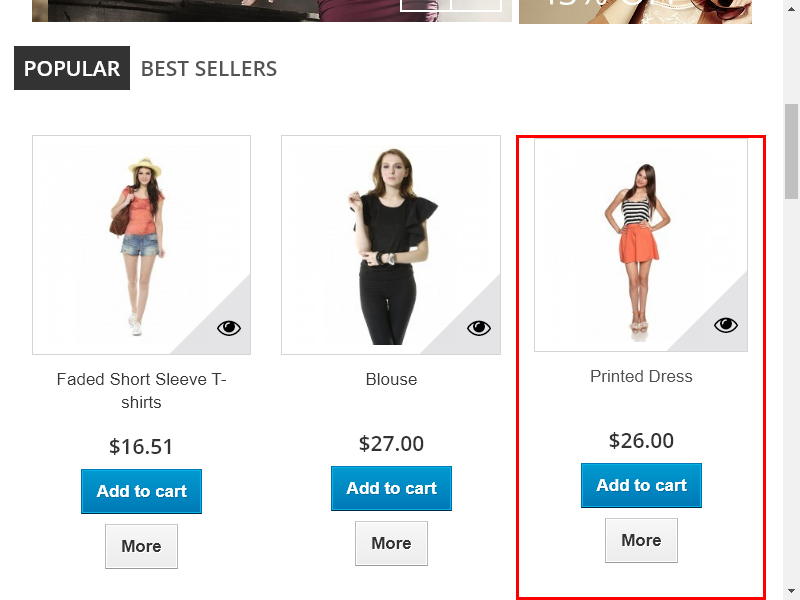 POPULAR BEST SELLERS
Faded Short Sleeve T-
shirts
$16.51
Add to cart
More
Blouse
$27.00
Add to cart
More
Printed Dress
$26.00
Add to cart
More